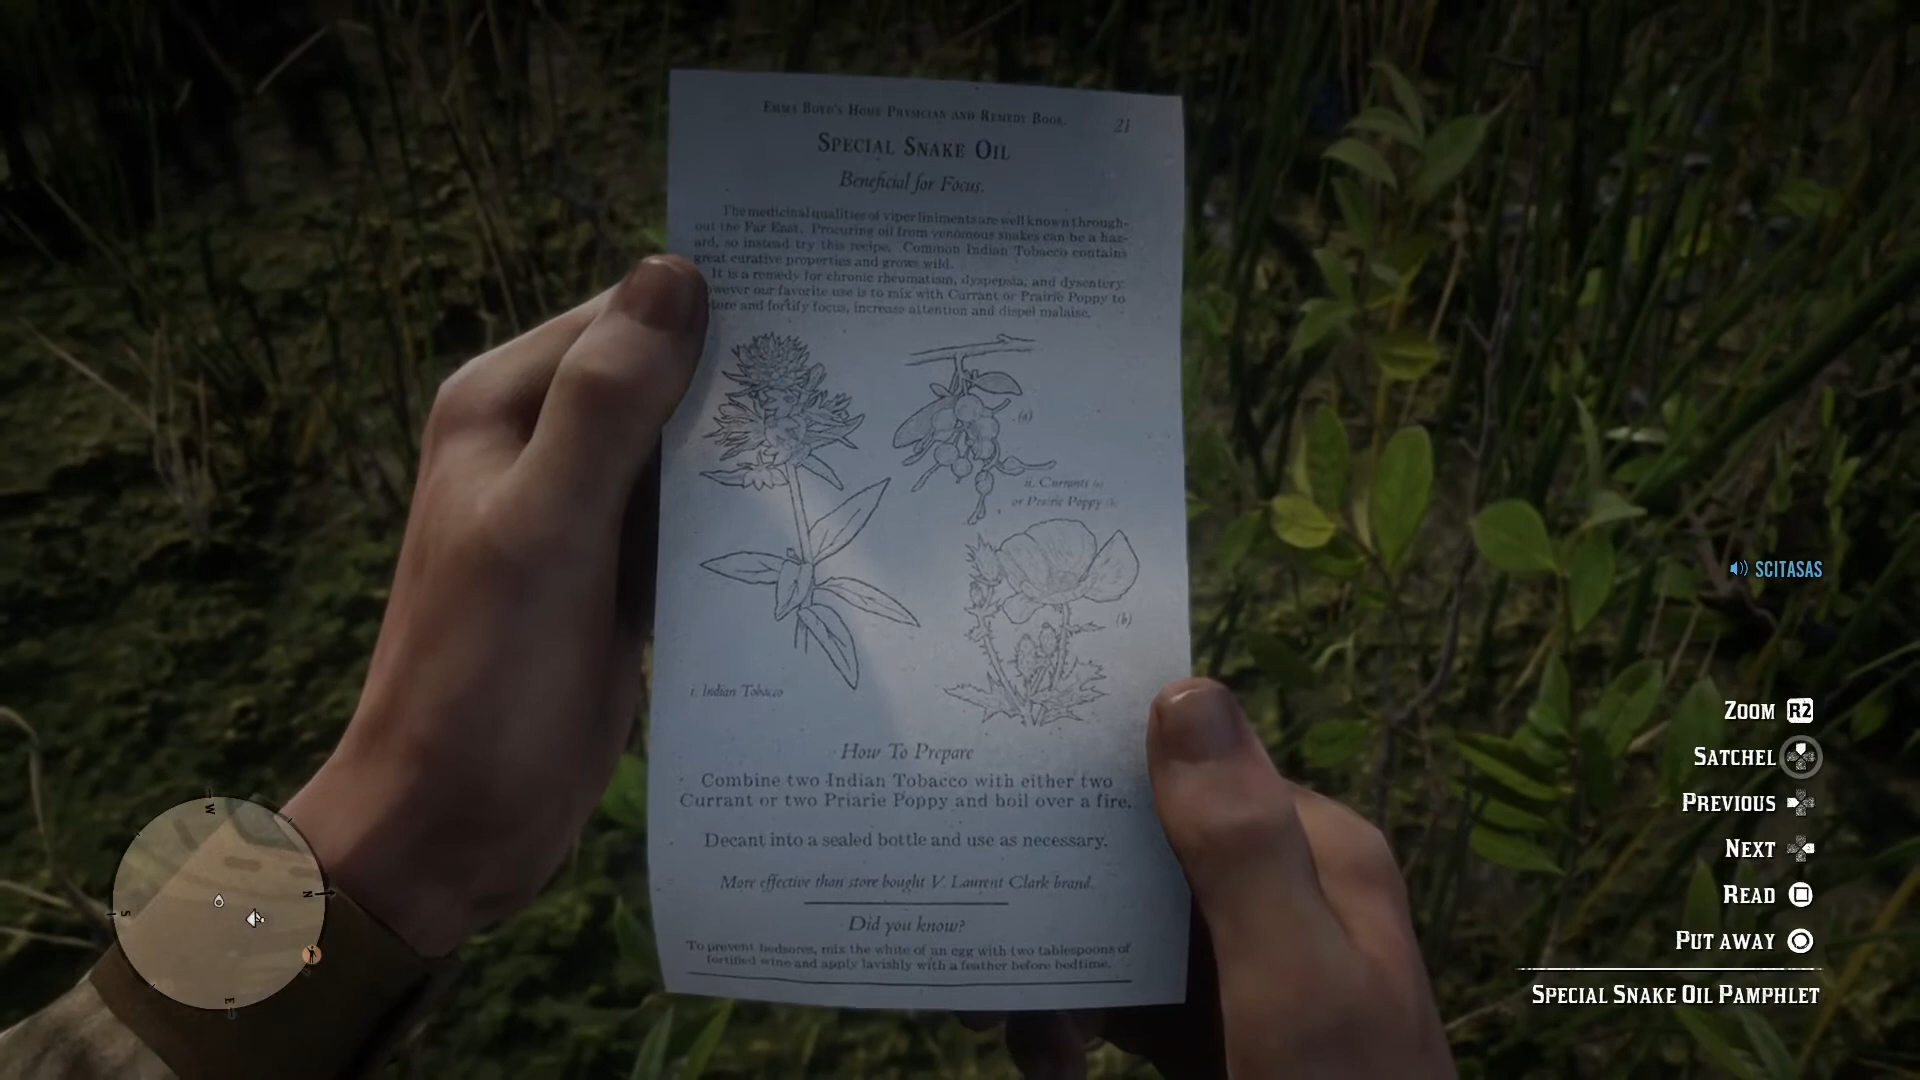 Emma Boyd's Home Physician and Remedy Book.
21
Special Snake Oil
Beneficial for Focus.
The medicinal qualities of viper liniments are well known through-
out the Far East. Procuring oil from venomous snakes can be a haz-
ard, so instead try this recipe. Common Indian Tobacco contains
great curative properties and grows wild.
It is a remedy for chronic rheumatism, dyspepsia, and dysentery.
owever our favorite use is to mix with Currant or Prairie Poppy to
tore and fortify focus, increase attention and dispel malaise.
(a)
ii. Currants (a)
or Prairie Poppy (b)
(b)
i. Indian Tobacco
How To Prepare
Combine two Indian Tobacco with either two
Currant or two Priarie Poppy and boil over a fire.
Decant into a sealed bottle and use as necessary.
More effective than store bought V. Laurent Clark brand.
Did you know?
To prevent bedsores, mix the white of an egg with two tablespoons of
fortified wine and apply lavishly with a feather before bedtime.
SCITASAS
Zoom R2
Satchel
Previous
Next
Read
Put away
Special Snake Oil Pamphlet
W
N
S
E